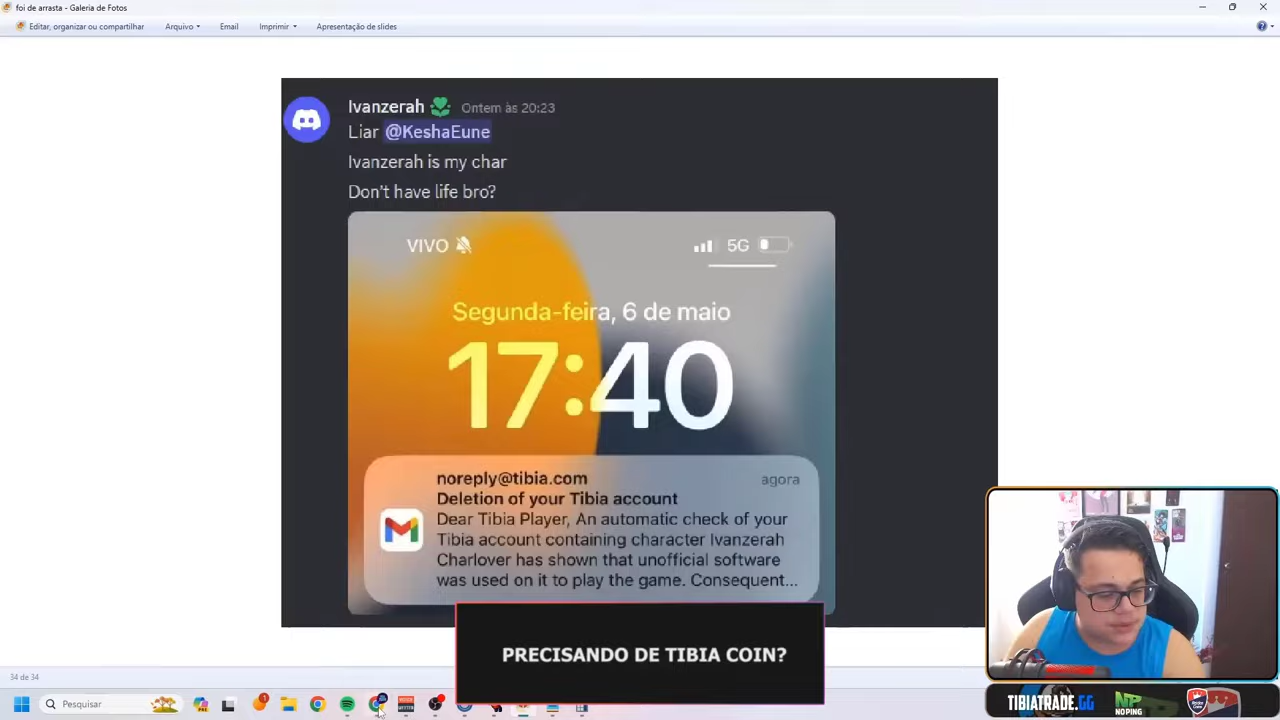 foi de arrasta - Galeria de Fotos
Editar, organizar ou compartilhar Arquivo Email Imprimir Apresentação de slides
Ivanzerah Ontem às 20:23
Liar @KeshaEune
Ivanzerah is my char
Don't have life bro?
VIVO 5G
Segunda-feira, 6 de maio
17:40
noreply@tibia.com agora
Deletion of your Tibia account
Dear Tibia Player, An automatic check of your
Tibia account containing character Ivanzerah
Charlover has shown that unofficial software
was used on it to play the game. Consequent...
PRECISANDO DE TIBIA COIN?
34 de 34
Pesquisar
TIBIATRADE.GG NP NOPING